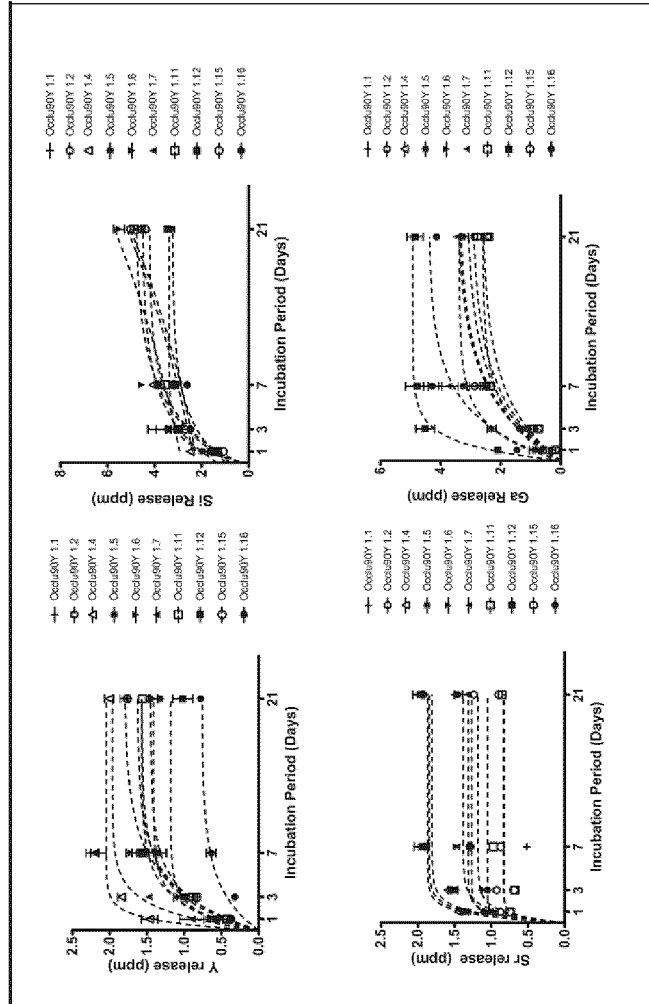 Y release (ppm)
2.5
2.0
1.5
1.0
0.5
0.0
1 3 7 21
Incubation Period (Days)
Occlu90Y 1.1
Occlu90Y 1.2
Occlu90Y 1.4
Occlu90Y 1.5
Occlu90Y 1.6
Occlu90Y 1.7
Occlu90Y 1.11
Occlu90Y 1.12
Occlu90Y 1.15
Occlu90Y 1.16
Si Release (ppm)
8
6
4
2
0
1 3 7 21
Incubation Period (Days)
Occlu90Y 1.1
Occlu90Y 1.2
Occlu90Y 1.4
Occlu90Y 1.5
Occlu90Y 1.6
Occlu90Y 1.7
Occlu90Y 1.11
Occlu90Y 1.12
Occlu90Y 1.15
Occlu90Y 1.16
Sr release (ppm)
2.5
2.0
1.5
1.0
0.5
0.0
1 3 7 21
Incubation Period (Days)
Occlu90Y 1.1
Occlu90Y 1.2
Occlu90Y 1.4
Occlu90Y 1.5
Occlu90Y 1.6
Occlu90Y 1.7
Occlu90Y 1.11
Occlu90Y 1.12
Occlu90Y 1.15
Occlu90Y 1.16
Ga Release (ppm)
6
4
2
0
1 3 7 21
Incubation Period (Days)
Occlu90Y 1.1
Occlu90Y 1.2
Occlu90Y 1.4
Occlu90Y 1.5
Occlu90Y 1.6
Occlu90Y 1.7
Occlu90Y 1.11
Occlu90Y 1.12
Occlu90Y 1.15
Occlu90Y 1.16